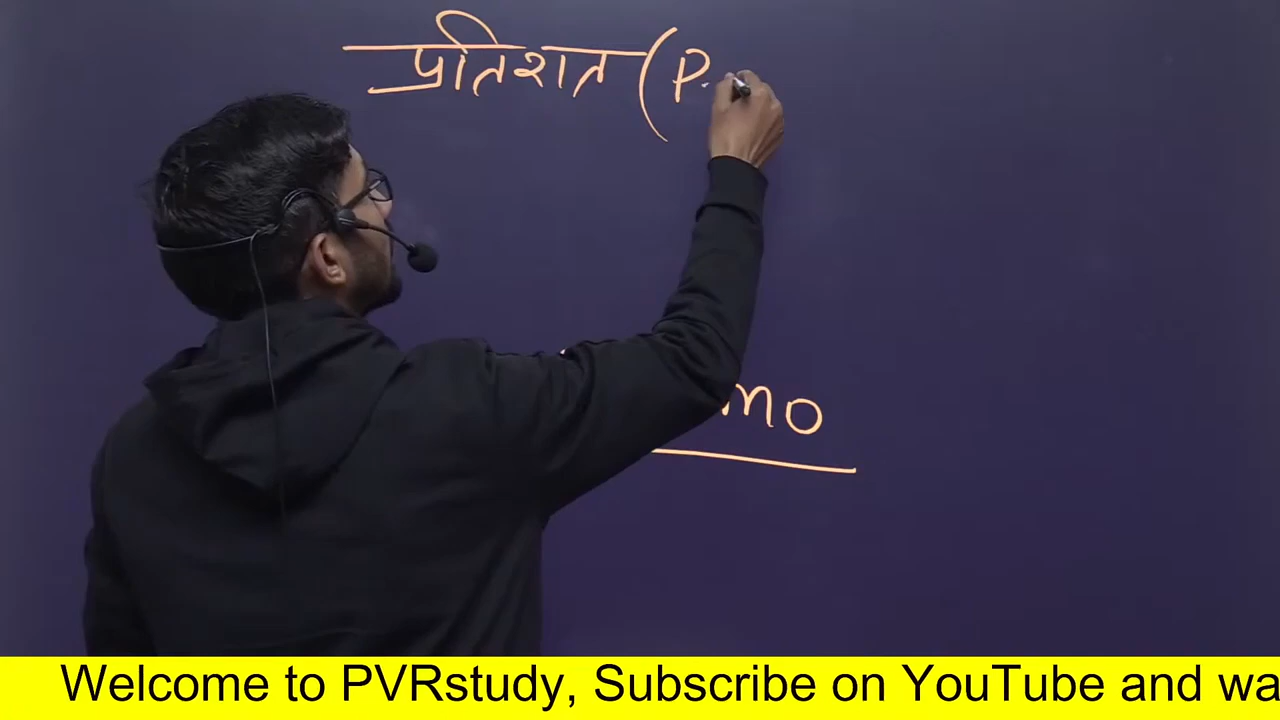 प्रतिशत (P
mo
Welcome to PVRstudy, Subscribe on YouTube and wa